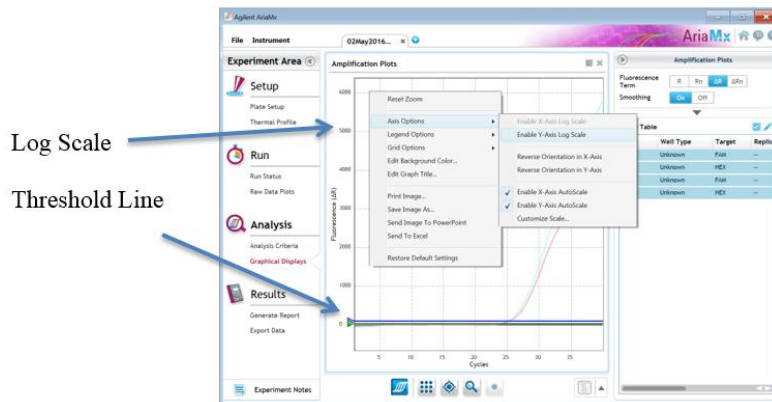 Log Scale
Threshold Line
Agilent AriaMx
File Instrument
02May2016... ×
AriaMx
Experiment Area
Setup
Plate Setup
Thermal Profile
Run
Run Status
Raw Data Plots
Analysis
Analysis Criteria
Graphical Displays
Results
Generate Report
Export Data
Experiment Notes
Amplification Plots
Fluorescence (ΔR)
6000
5000
4000
3000
2000
1000
0
5 10 15 20 25 30 35
Cycles
Reset Zoom
Axis Options
Legend Options
Grid Options
Edit Background Color...
Edit Graph Title...
Print Image...
Save Image As...
Send Image To PowerPoint
Send To Excel
Restore Default Settings
Enable X-Axis Log Scale
Enable Y-Axis Log Scale
Reverse Orientation in X-Axis
Reverse Orientation in Y-Axis
Enable X-Axis AutoScale
Enable Y-Axis AutoScale
Customize Scale...
Amplification Plots
Fluorescence Term R Rn ΔR ΔRn
Smoothing On Off
Table
Well Type Target Replic
Unknown FAM --
Unknown HEX --
Unknown FAM --
Unknown HEX --